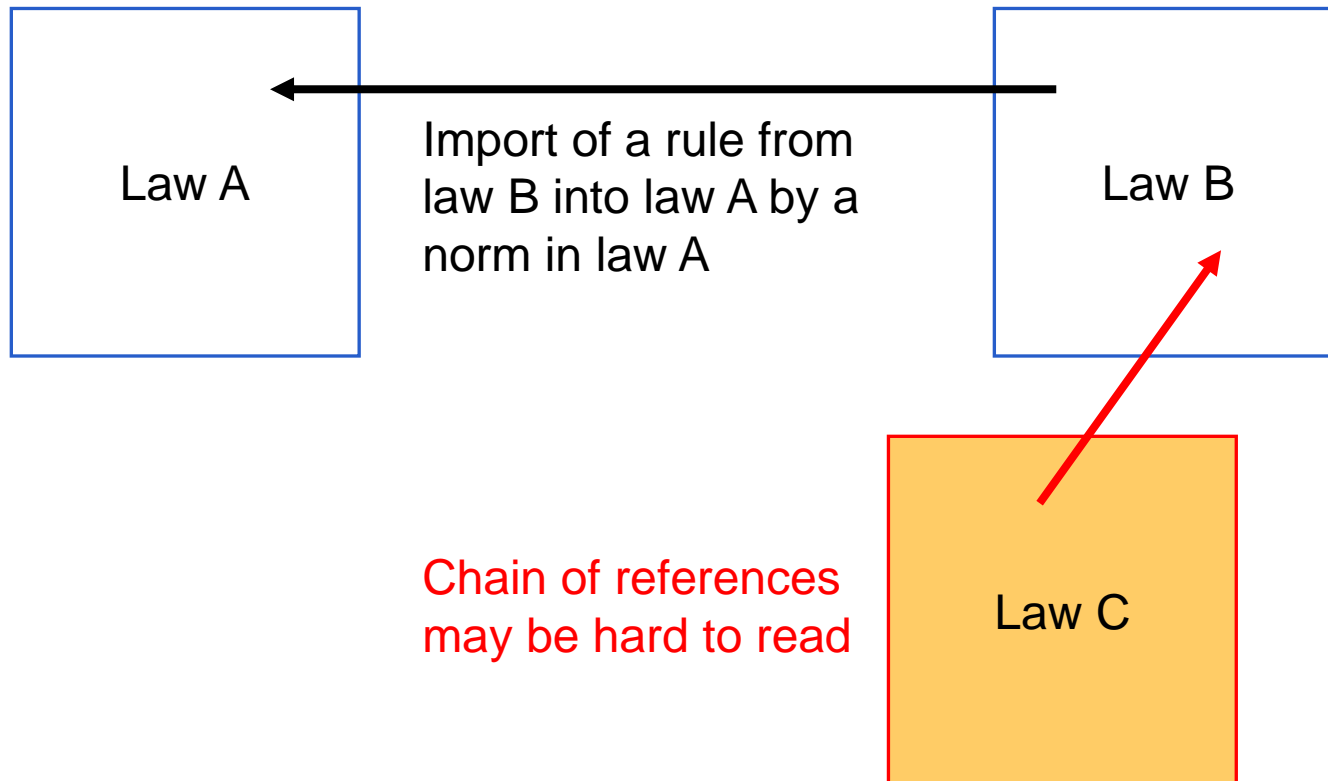 Law A
Import of a rule from
law B into law A by a
norm in law A
Law B
Chain of references
may be hard to read
Law C